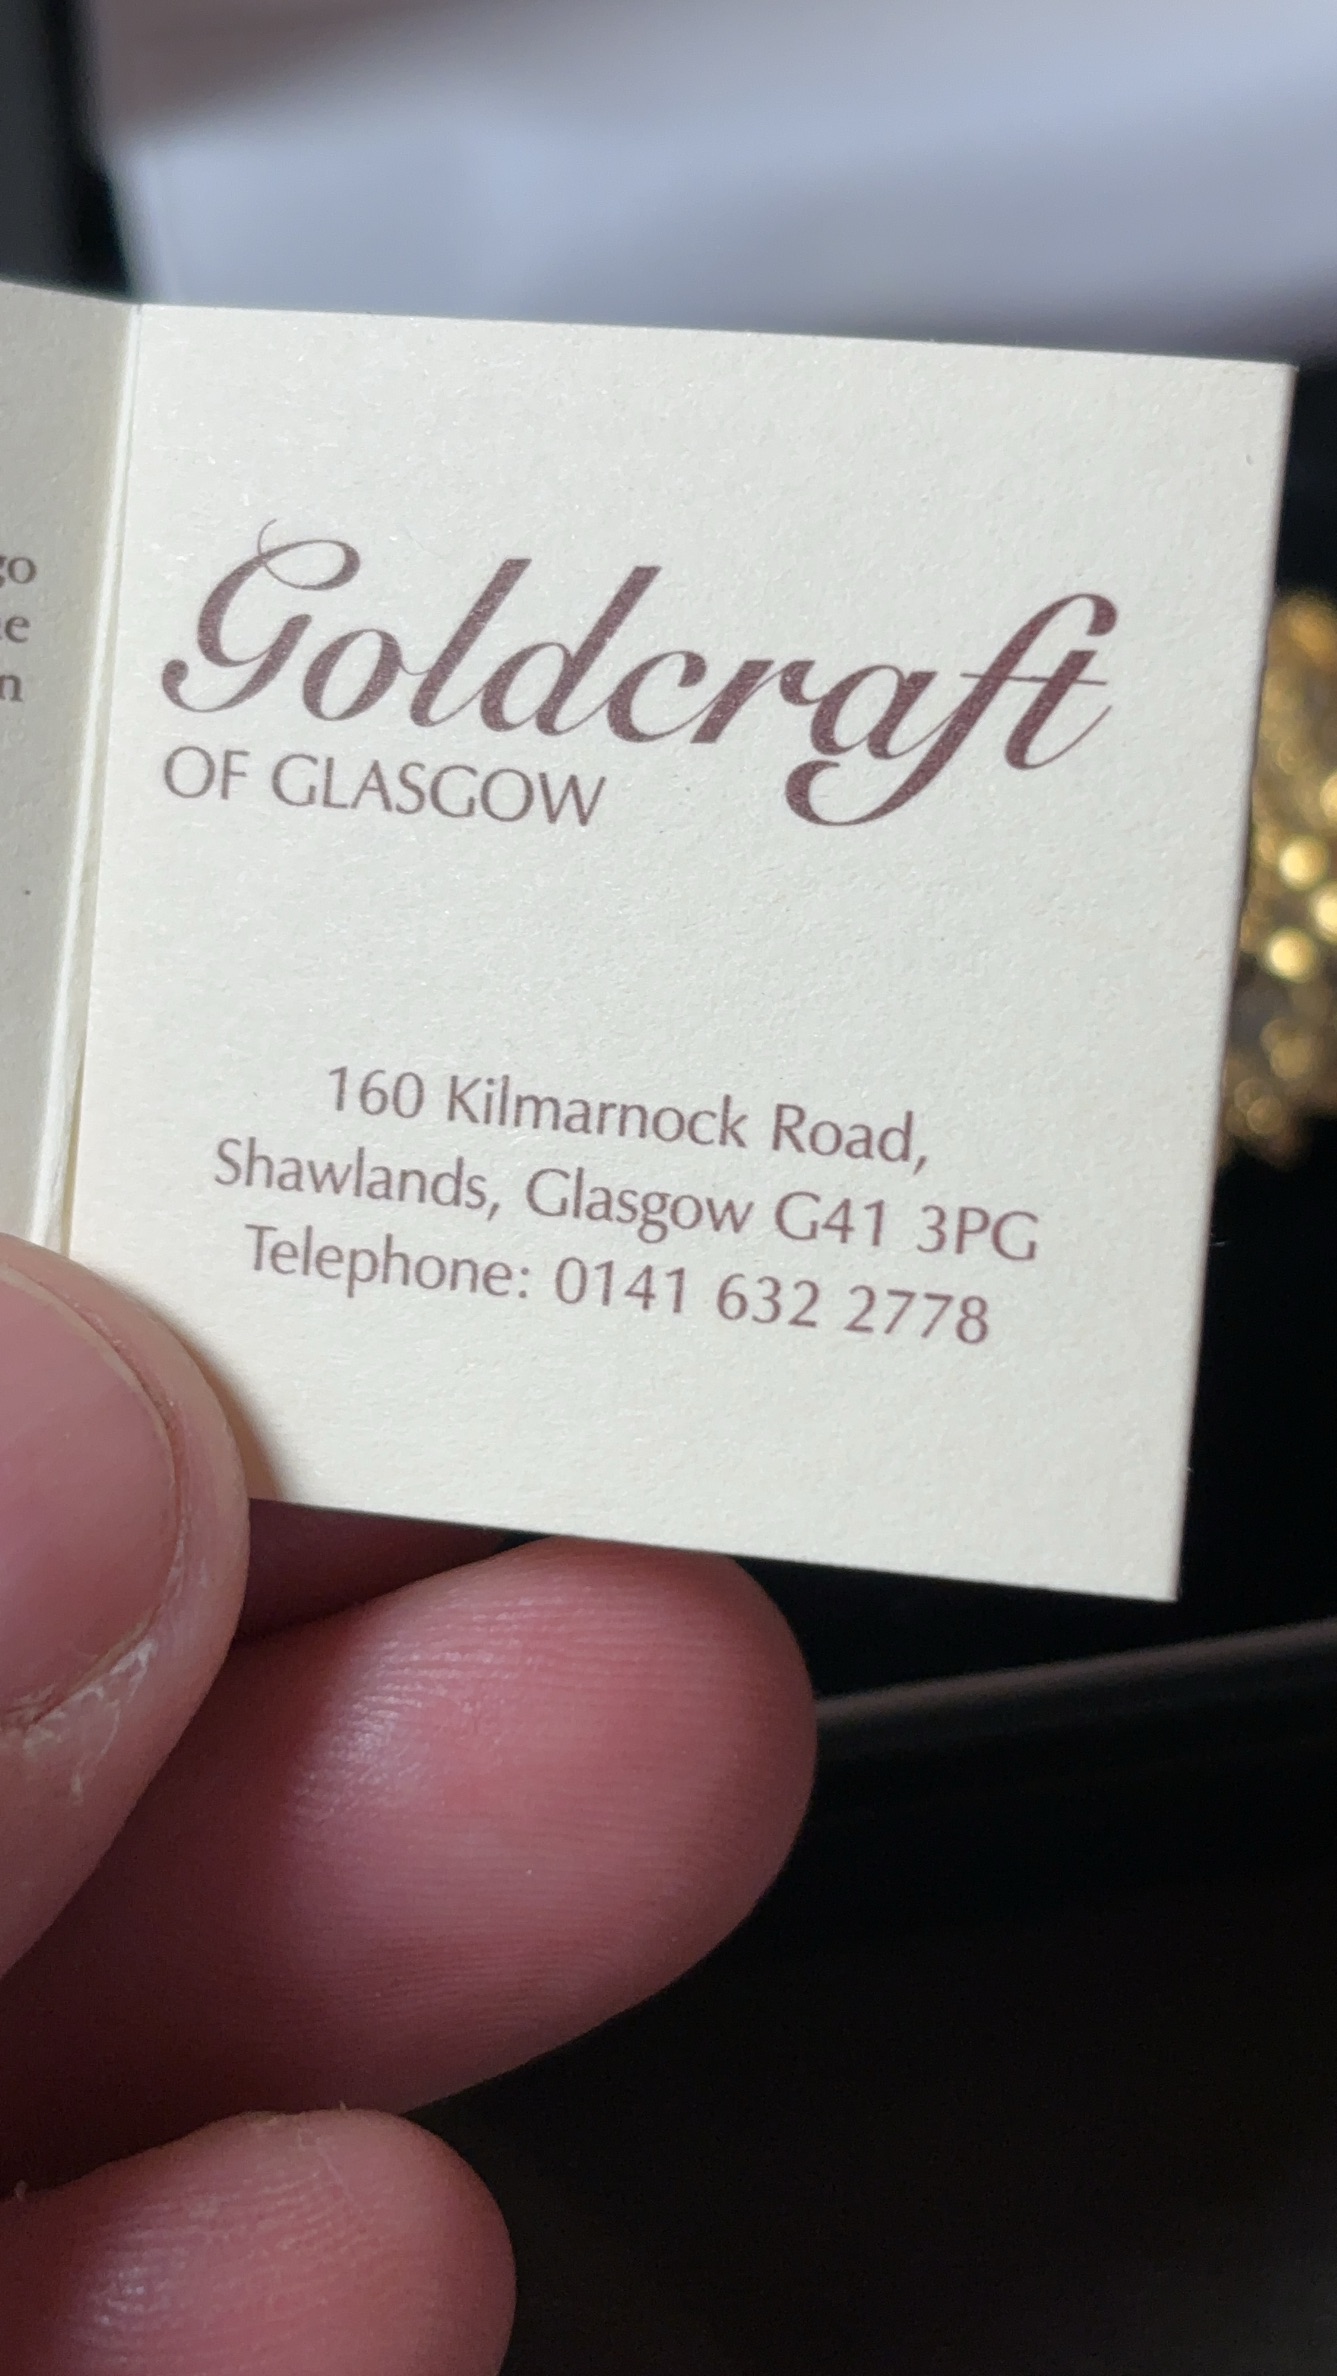 Goldcraft
OF GLASGOW
160 Kilmarnock Road,
Shawlands, Glasgow G41 3PG
Telephone: 0141 632 2778